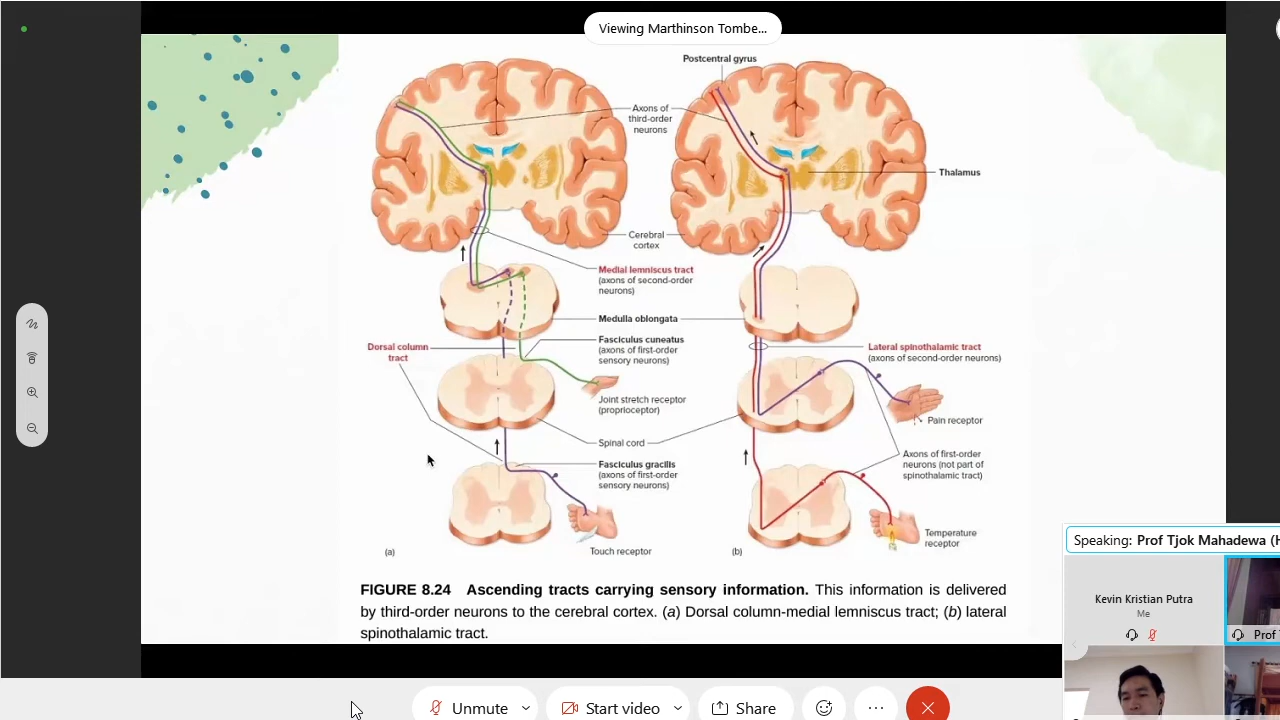 Viewing Marthinson Tombe...
Postcentral gyrus
Axons of
third-order
neurons
Thalamus
Cerebral
cortex
Medial lemniscus tract
(axons of second-order
neurons)
Medulla oblongata
Fasciculus cuneatus
(axons of first-order
sensory neurons)
Dorsal column
tract
Lateral spinothalamic tract
(axons of second-order neurons)
Joint stretch receptor
(proprioceptor)
Pain receptor
Spinal cord
Axons of first-order
neurons (not part of
spinothalamic tract)
Fasciculus gracilis
(axons of first-order
sensory neurons)
Temperature
receptor
(a)
Touch receptor
(b)
FIGURE 8.24 Ascending tracts carrying sensory information. This information is delivered
by third-order neurons to the cerebral cortex. (a) Dorsal column-medial lemniscus tract; (b) lateral
spinothalamic tract.
Speaking: Prof Tjok Mahadewa (H
Kevin Kristian Putra
Me
Prof
Unmute
Start video
Share